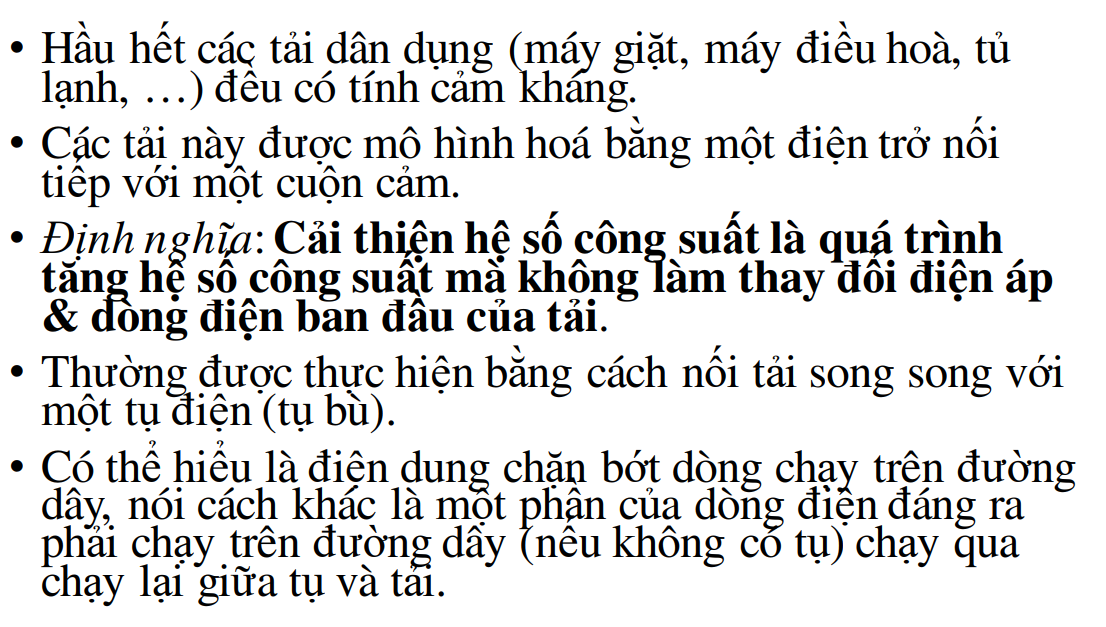 • Hầu hết các tải dân dụng (máy giặt, máy điều hoà, tủ
lạnh, …) đều có tính cảm kháng.
• Các tải này được mô hình hoá bằng một điện trở nối
tiếp với một cuộn cảm.
• Định nghĩa: Cải thiện hệ số công suất là quá trình
tăng hệ số công suất mà không làm thay đổi điện áp
& dòng điện ban đầu của tải.
• Thường được thực hiện bằng cách nối tải song song với
một tụ điện (tụ bù).
• Có thể hiểu là điện dung chặn bớt dòng chạy trên đường
dây, nói cách khác là một phần của dòng điện đáng ra
phải chạy trên đường dây (nếu không có tụ) chạy qua
chạy lại giữa tụ và tải.